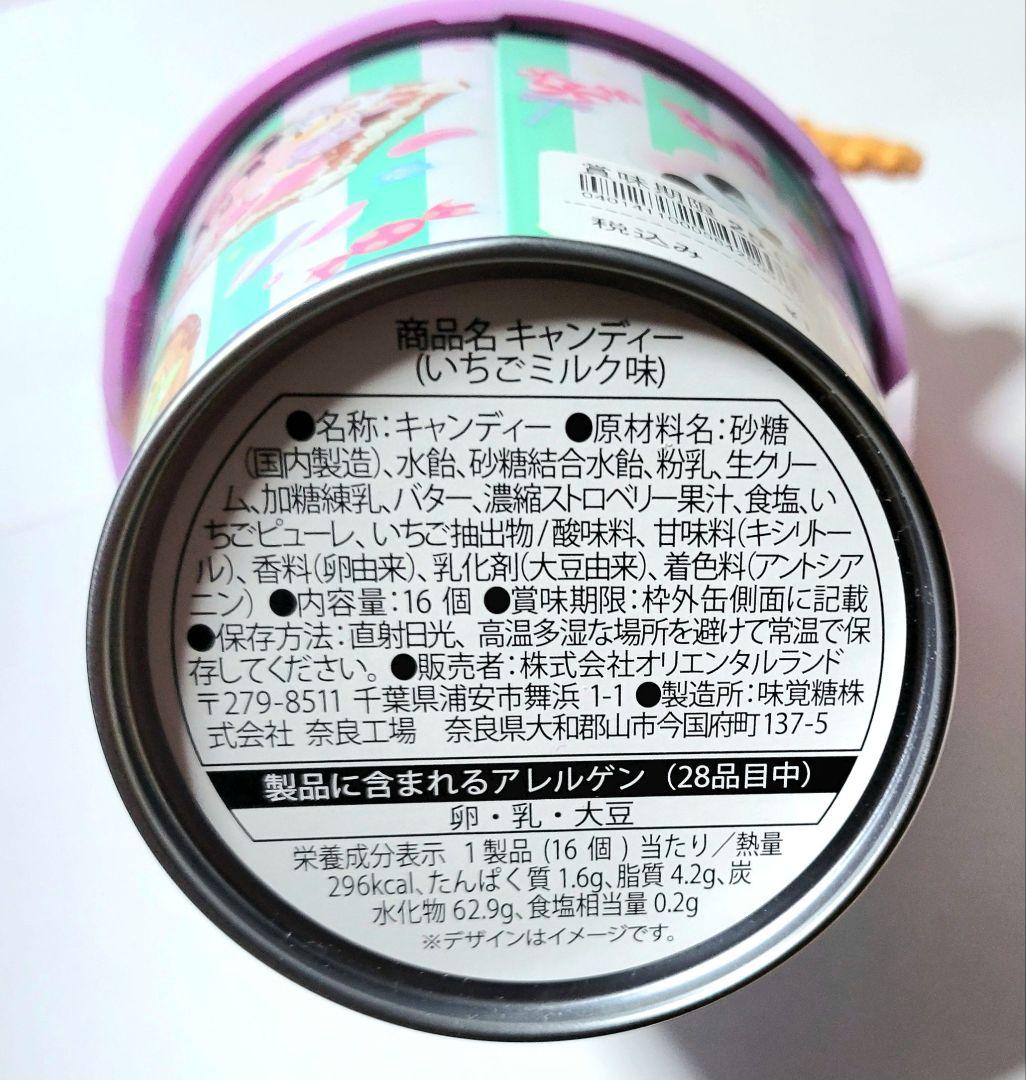 賞味期限 20
税込み
商品名 キャンディー
(いちごミルク味)
●名称：キャンディー ●原材料名：砂糖
(国内製造)、水飴、砂糖結合水飴、粉乳、生クリー
ム、加糖練乳、バター、濃縮ストロベリー果汁、食塩、い
ちごピューレ、いちご抽出物/酸味料、甘味料(キシリトー
ル)、香料(卵由来)、乳化剤(大豆由来)、着色料(アントシア
ニン) ●内容量：16 個 ●賞味期限：枠外缶側面に記載
●保存方法：直射日光、高温多湿な場所を避けて常温で保
存してください。 ●販売者：株式会社オリエンタルランド
〒279-8511 千葉県浦安市舞浜 1-1 ●製造所：味覚糖株
式会社 奈良工場 奈良県大和郡山市今国府町 137-5
製品に含まれるアレルゲン（28品目中）
卵・乳・大豆
栄養成分表示 1 製品 (16 個 ) 当たり／熱量
296kcal、たんぱく質 1.6g、脂質 4.2g、炭
水化物 62.9g、食塩相当量 0.2g
※デザインはイメージです。